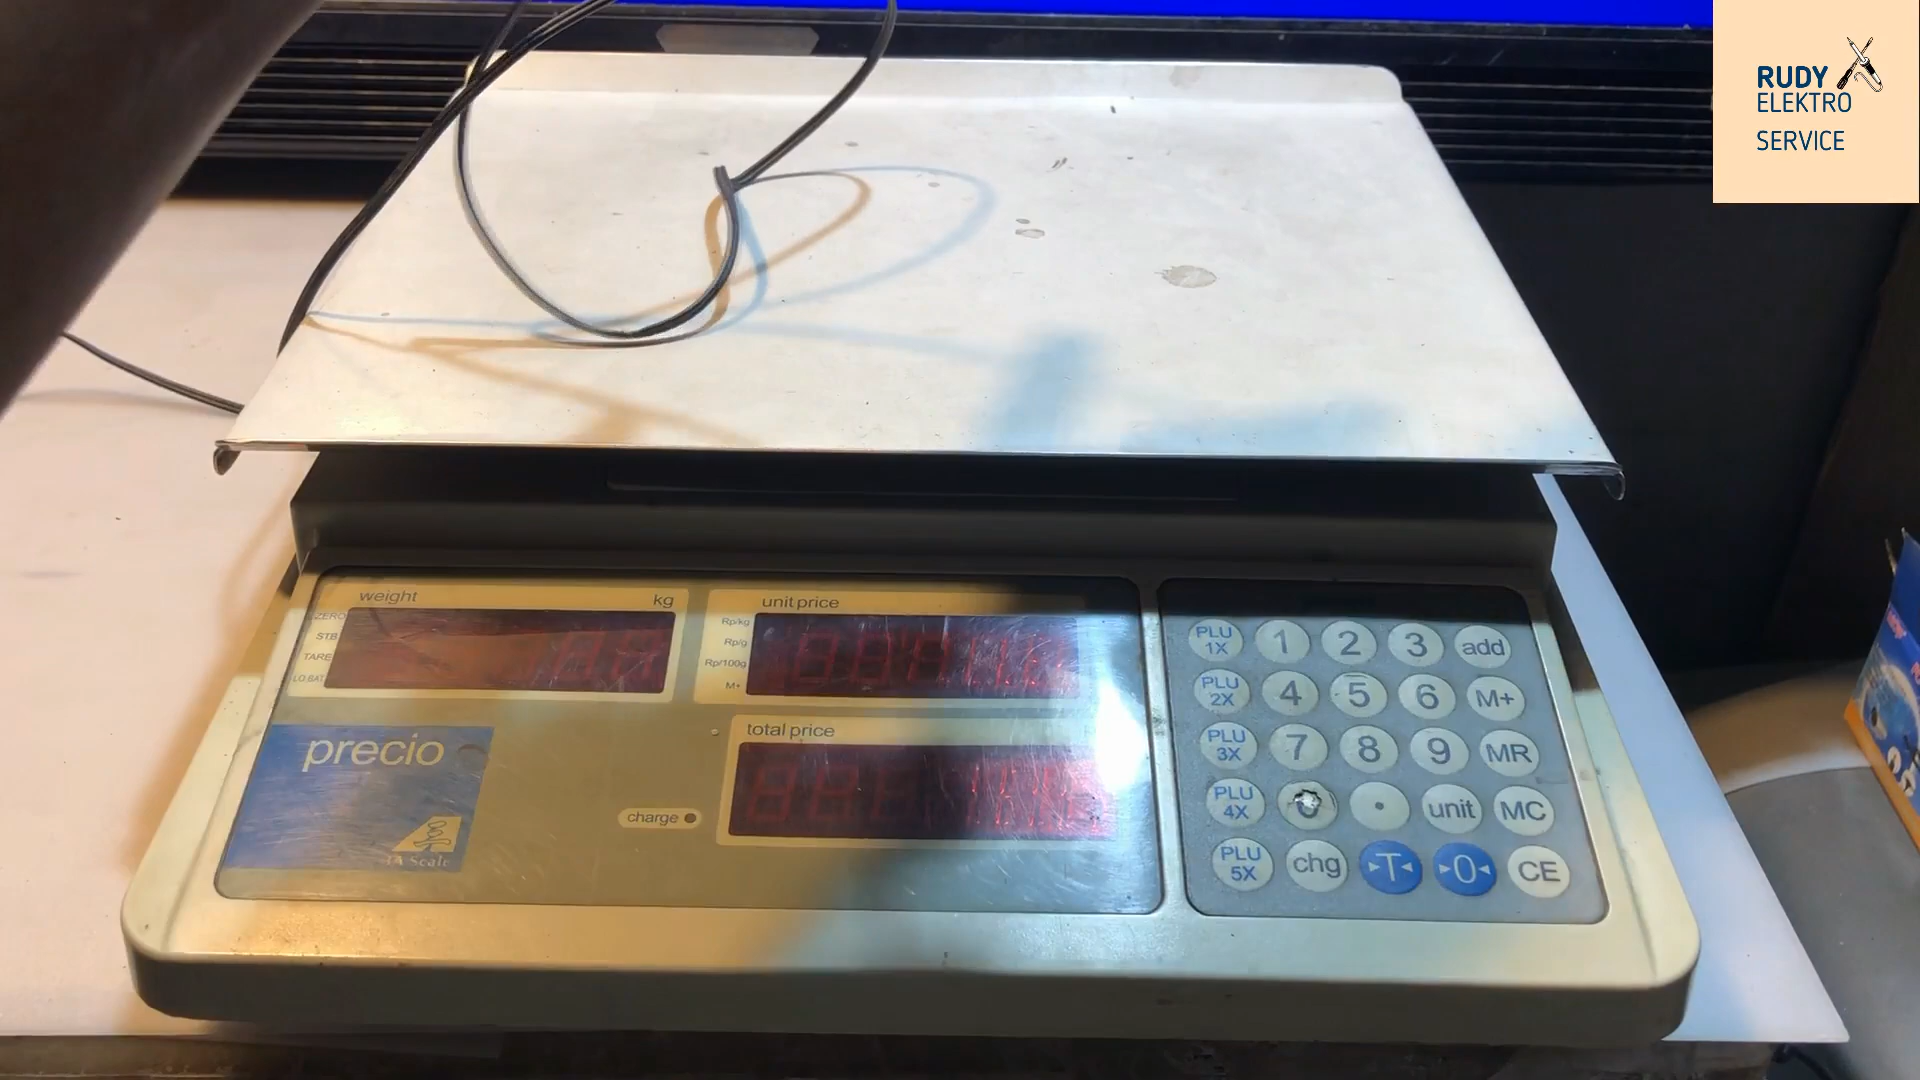 RUDY
ELEKTRO
SERVICE
weight
kg
ZERO
STB
TARE
LO BAT
unit price
Rp/kg
Rp/g
Rp/100g
M+
precio
3A Scale
charge
total price
PLU 1X
1
2
3
add
PLU 2X
4
5
6
M+
PLU 3X
7
8
9
MR
PLU 4X
.
unit
MC
PLU 5X
chg
T
0
CE